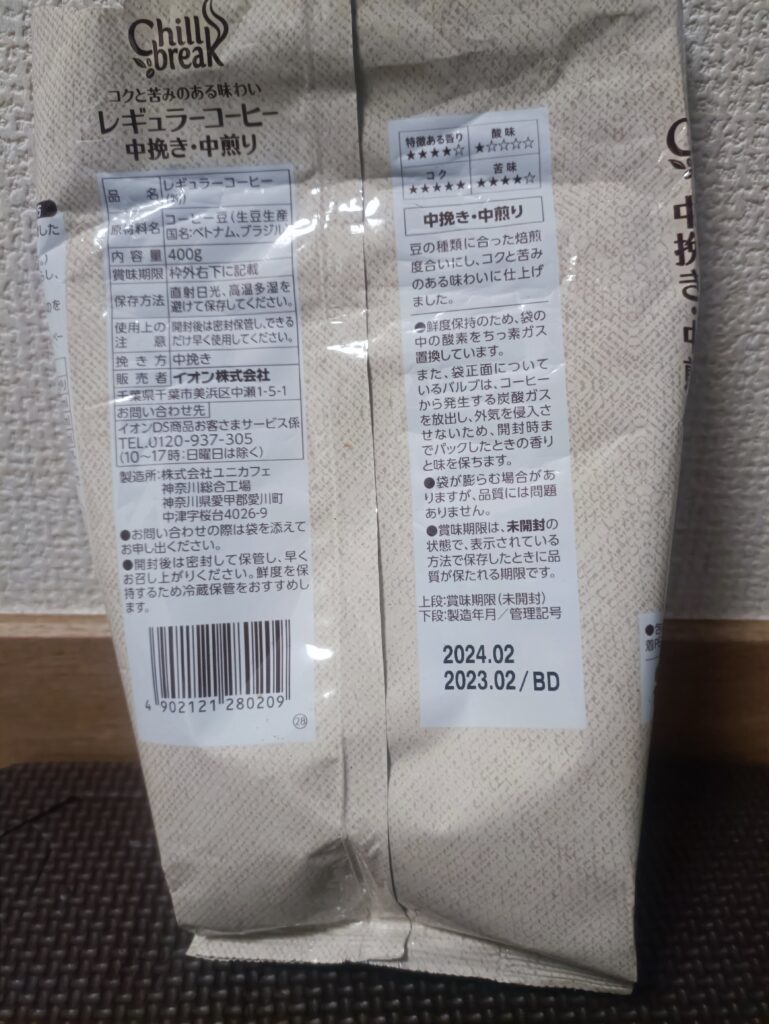 Chill
break
コクと苦みのある味わい
レギュラーコーヒー
中挽き・中煎り
品 名 レギュラーコーヒー
原材料名 コーヒー豆(生豆生産
国名:ベトナム、ブラジル
内 容 量 400g
賞味期限 枠外右下に記載
保存方法 直射日光、高温多湿を
避けて保存してください。
使用上の
注 意 開封後は密封保管し、できる
だけ早く使用してください。
挽き方 中挽き
販 売 者 イオン株式会社
千葉県千葉市美浜区中瀬1-5-1
お問い合わせ先
イオンDS商品お客さまサービス係
TEL.0120-937-305
(10~17時:日曜日は除く)
製造所:株式会社ユニカフェ
神奈川総合工場
神奈川県愛甲郡愛川町
中津字桜台4026-9
●お問い合わせの際は袋を添えて
お申し出ください。
●開封後は密封して保管し、早く
お召し上がりください。鮮度を保
持するため冷蔵保管をおすすめしま
す。
4 902121 280209
28
特徴ある香り ★★★★☆
酸味 ★☆☆☆☆
コク ★★★★★
苦味 ★★★★☆
中挽き・中煎り
豆の種類に合った焙煎
度合いにし、コクと苦み
のある味わいに仕上げ
ました。
●鮮度保持のため、袋の
中の酸素をちっ素ガス
置換しています。
また、袋正面について
いるバルブは、コーヒー
から発生する炭酸ガス
を放出し、外気を侵入さ
せないため、開封時ま
でパックしたときの香り
と味を保ちます。
●袋が膨らむ場合があ
りますが、品質には問題
ありません。
●賞味期限は、未開封の
状態で、表示されている
方法で保存したときに品
質が保たれる期限です。
上段:賞味期限(未開封)
下段:製造年月/管理記号
2024.02
2023.02/BD
中挽き・中煎